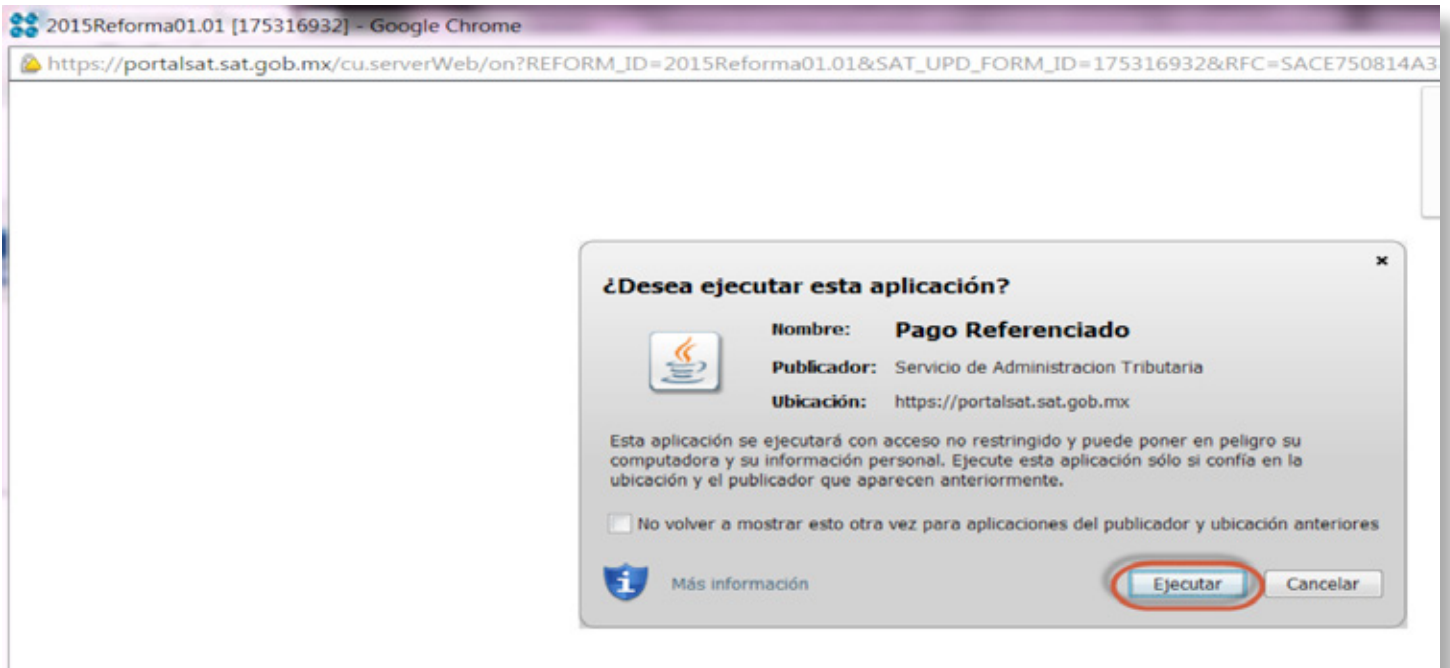 2015Reforma01.01 [175316932] - Google Chrome
https://portalsat.sat.gob.mx/cu.serverWeb/on?REFORM_ID=2015Reforma01.01&SAT_UPD_FORM_ID=175316932&RFC=SACE750814A3
¿Desea ejecutar esta aplicación?
Nombre: Pago Referenciado
Publicador: Servicio de Administracion Tributaria
Ubicación: https://portalsat.sat.gob.mx
Esta aplicación se ejecutará con acceso no restringido y puede poner en peligro su
computadora y su información personal. Ejecute esta aplicación sólo si confía en la
ubicación y el publicador que aparecen anteriormente.
No volver a mostrar esto otra vez para aplicaciones del publicador y ubicación anteriores
Más información
Ejecutar Cancelar